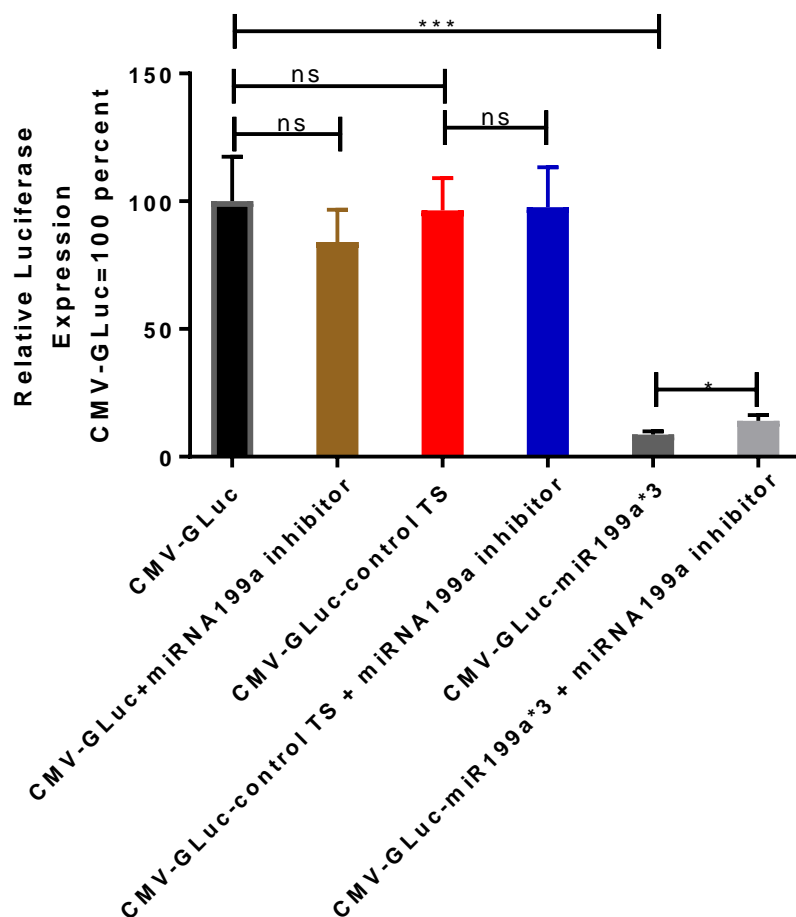 ***
ns
ns
ns
*
150
100
50
0
Relative Luciferase
Expression
CMV-GLuc=100 percent
CMV-GLuc
CMV-GLuc+miRNA199a inhibitor
CMV-GLuc-control TS
CMV-GLuc-control TS + miRNA199a inhibitor
CMV-GLuc-miR199a*3
CMV-GLuc-miR199a*3 + miRNA199a inhibitor